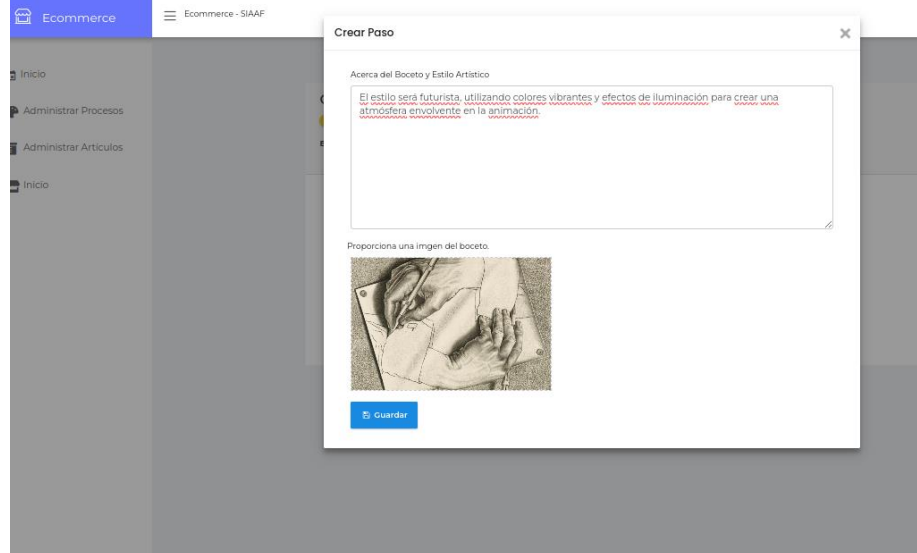 Ecommerce
Ecommerce - SIAAF
Inicio
Administrar Procesos
Administrar Articulos
Inicio
Crear Paso
Acerca del Boceto y Estilo Artístico
El estilo será futurista, utilizando colores vibrantes y efectos de iluminación para crear una
atmósfera envolvente en la animación.
Proporciona una imgen del boceto.
Guardar